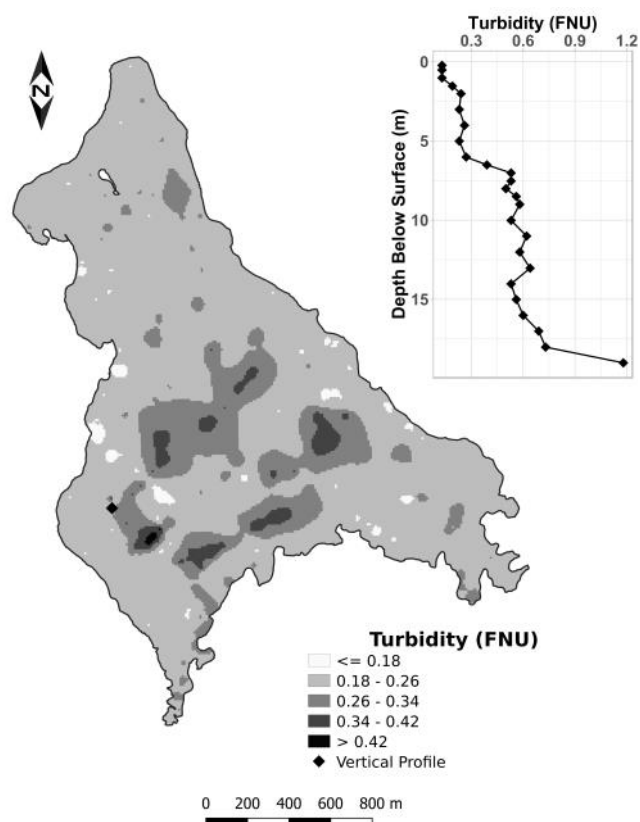 Turbidity (FNU)
0.3 0.6 0.9 1.2
0
5
10
15
Depth Below Surface (m)
N
Turbidity (FNU)
<= 0.18
0.18 - 0.26
0.26 - 0.34
0.34 - 0.42
> 0.42
Vertical Profile
0 200 400 600 800 m